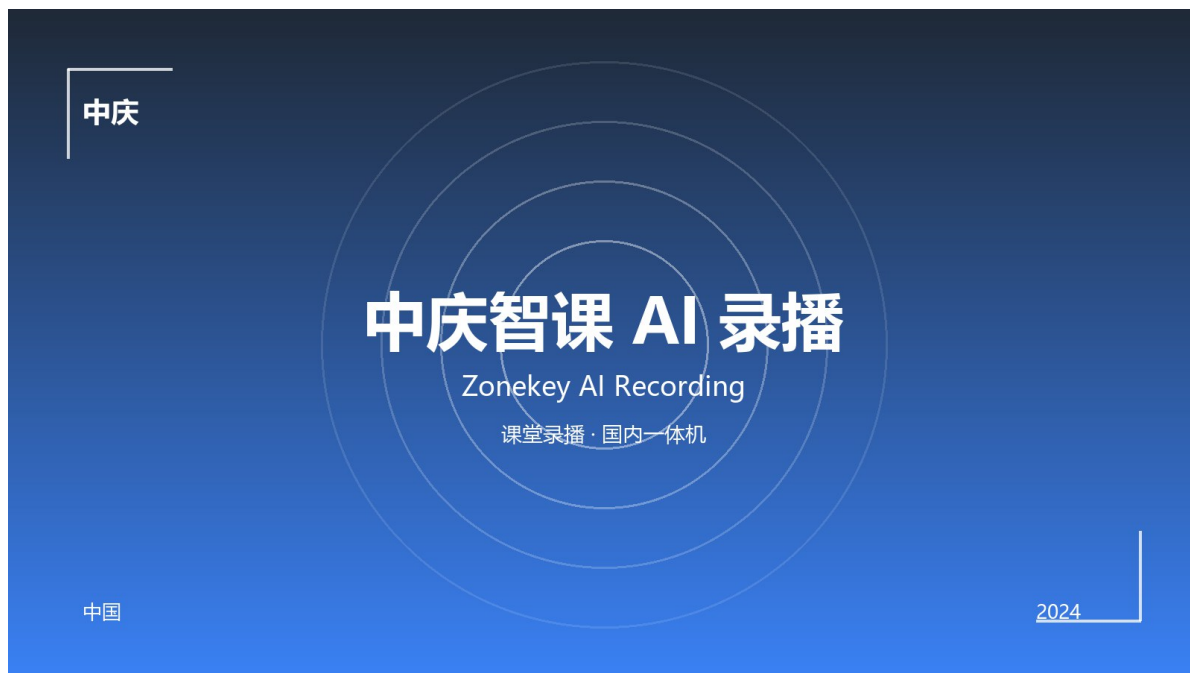 中庆
中庆智课 AI 录播
Zonekey AI Recording
课堂录播 · 国内一体机
中国
2024